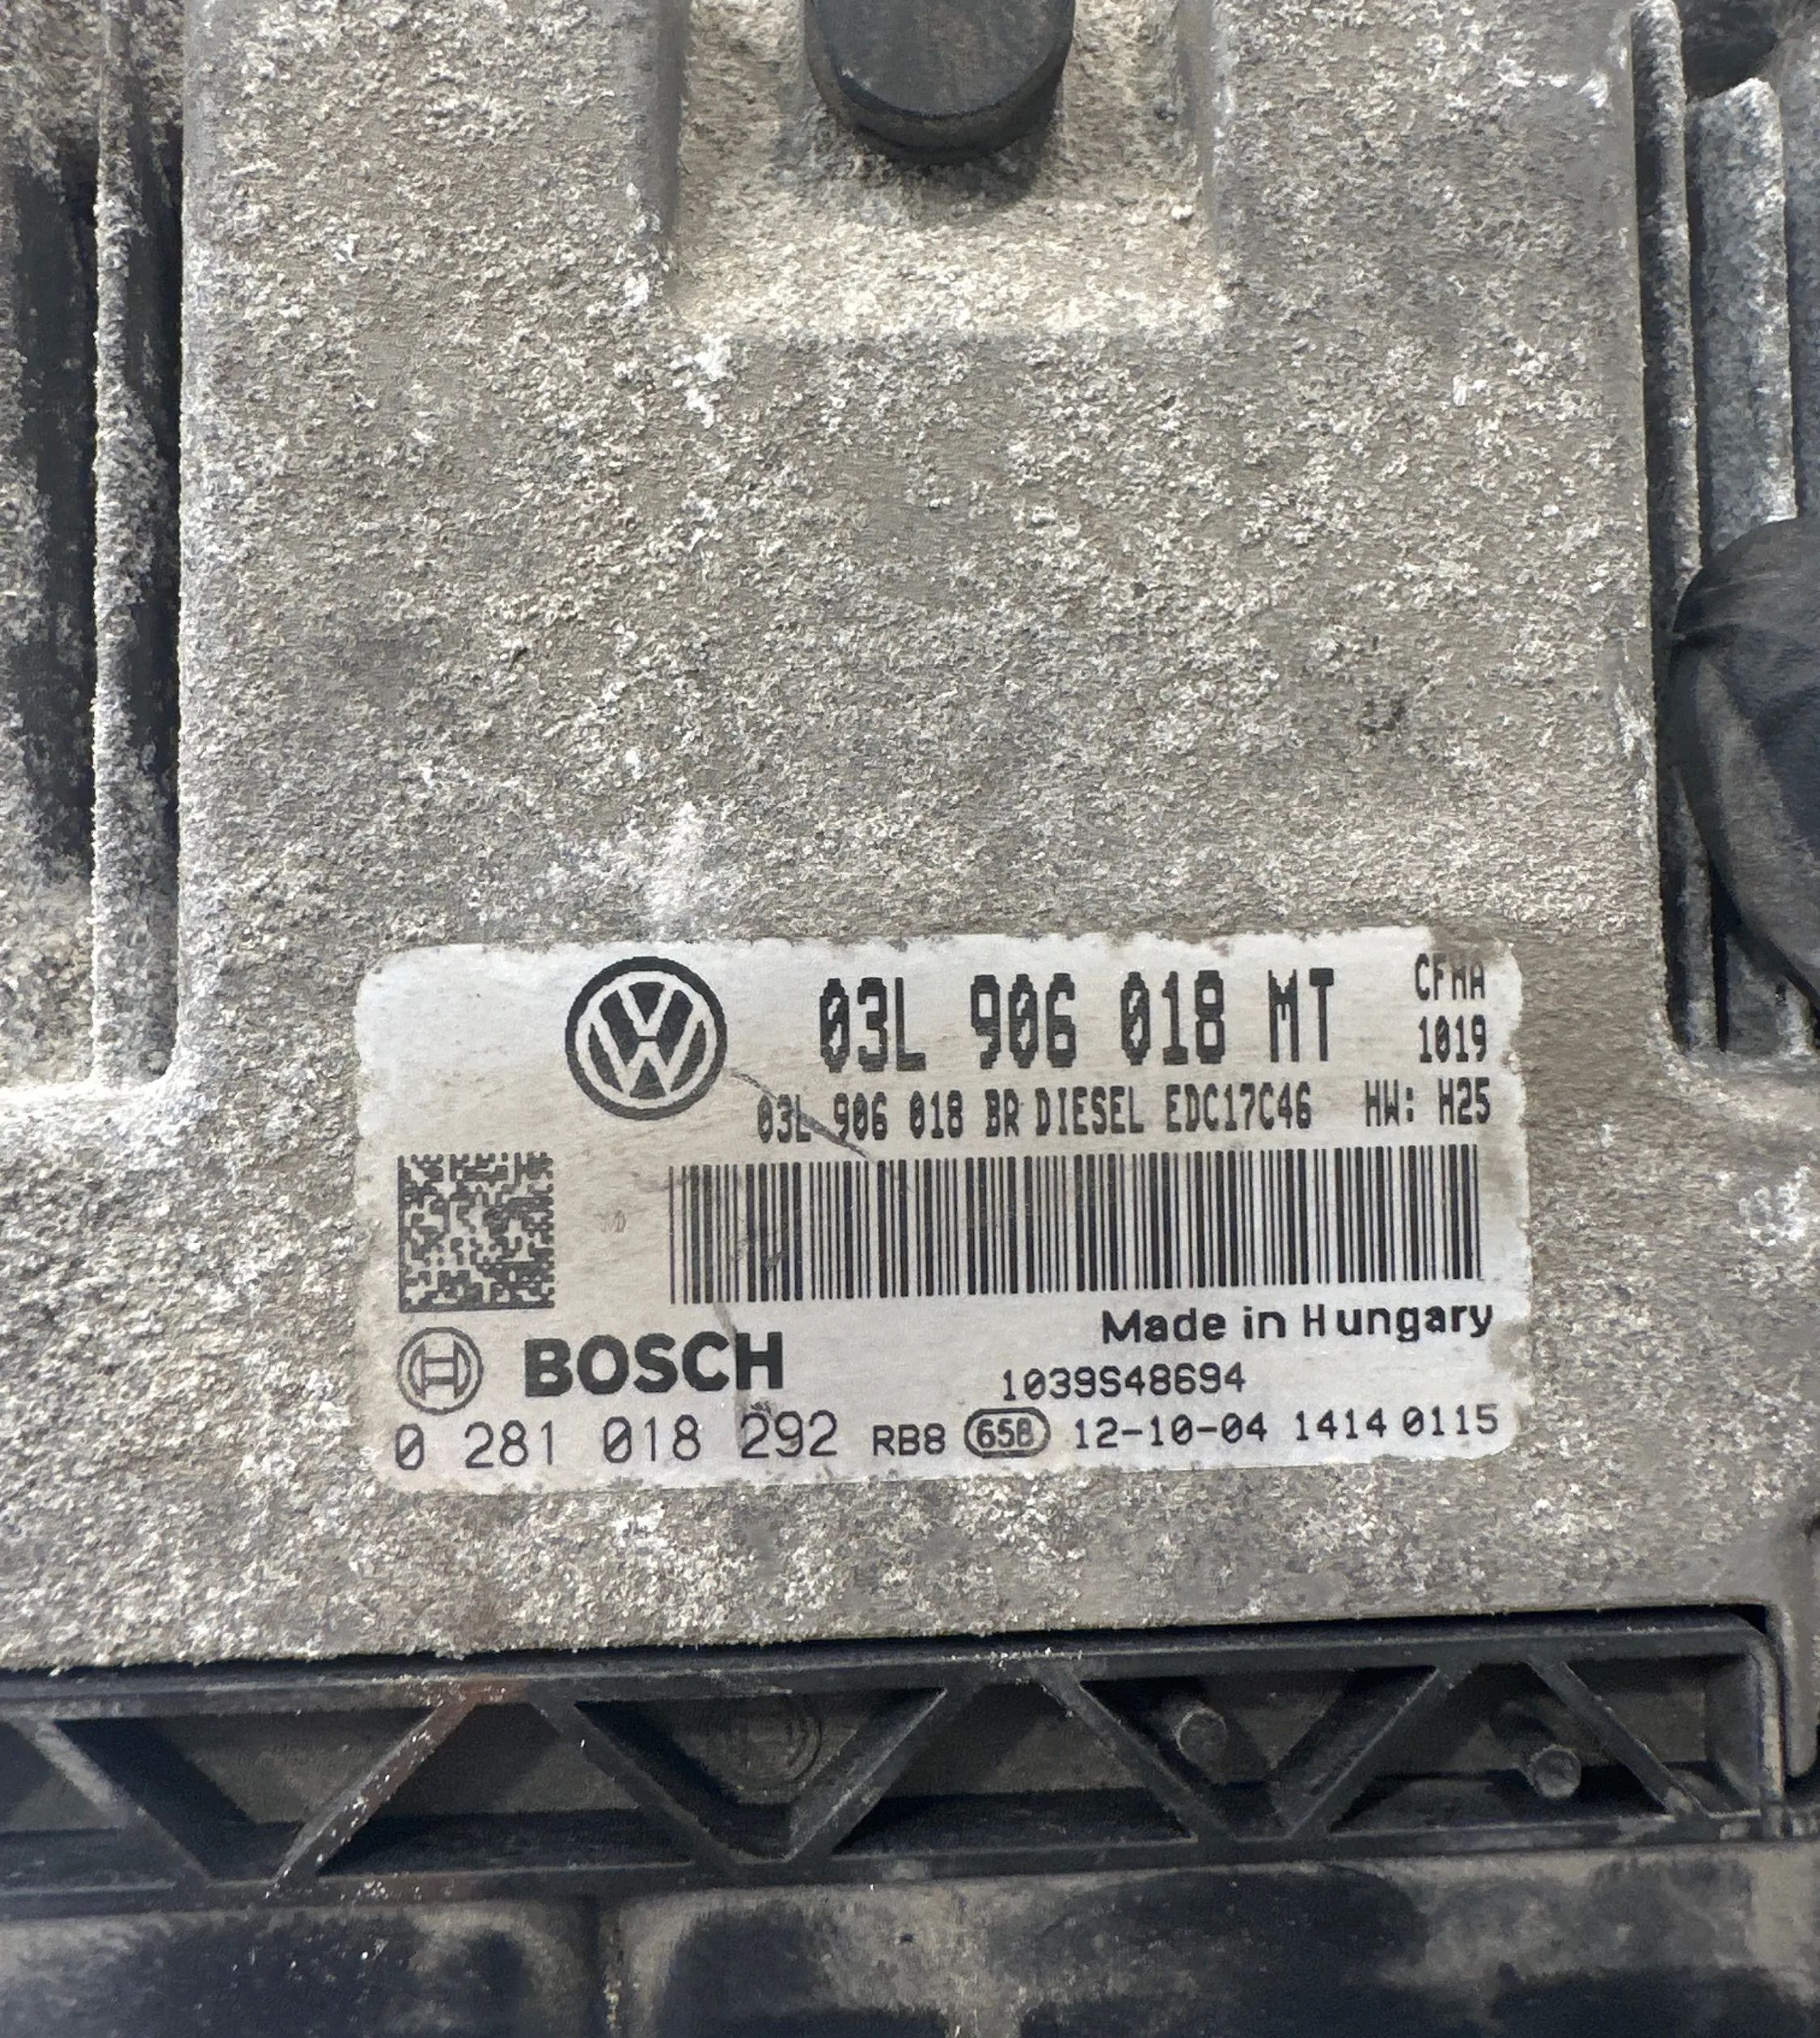 03L 906 018 MT CFHA
1019
03L 906 018 BR DIESEL EDC17C46 HW: H25
Made in Hungary
BOSCH
1039S48694
0 281 018 292 RB8 658 12-10-04 1414 0115